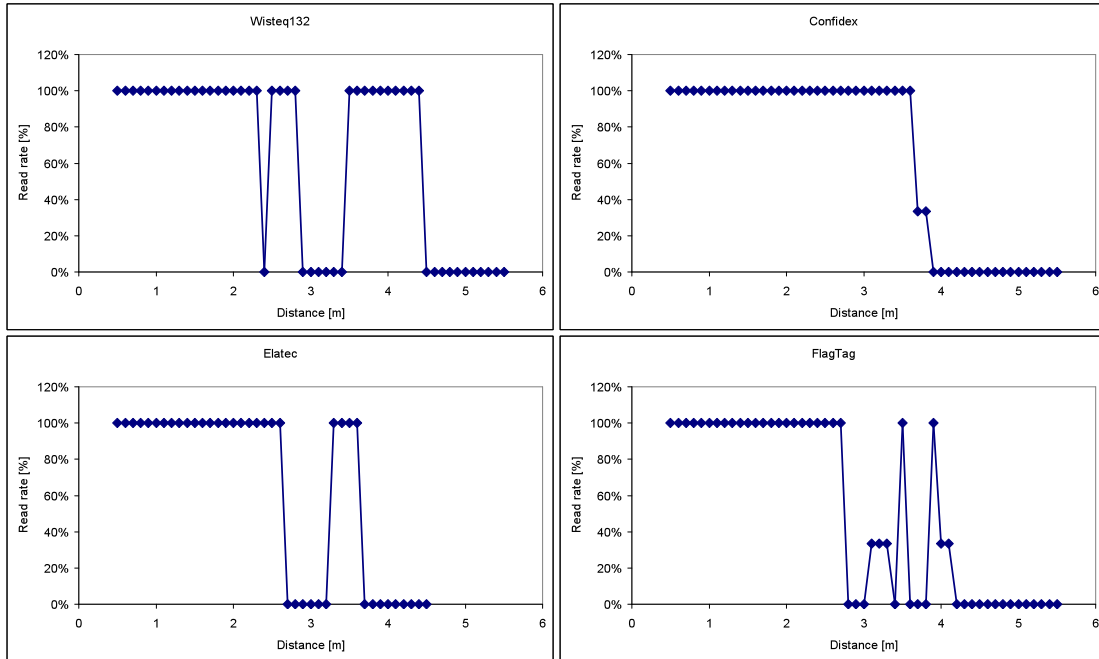 Wisteq132
120%
100%
80%
60%
40%
20%
0%
Read rate [%]
0 1 2 3 4 5 6
Distance [m]
Confidex
120%
100%
80%
60%
40%
20%
0%
Read rate [%]
0 1 2 3 4 5 6
Distance [m]
Elatec
120%
100%
80%
60%
40%
20%
0%
Read rate [%]
0 1 2 3 4 5 6
Distance [m]
FlagTag
120%
100%
80%
60%
40%
20%
0%
Read rate [%]
0 1 2 3 4 5 6
Distance [m]